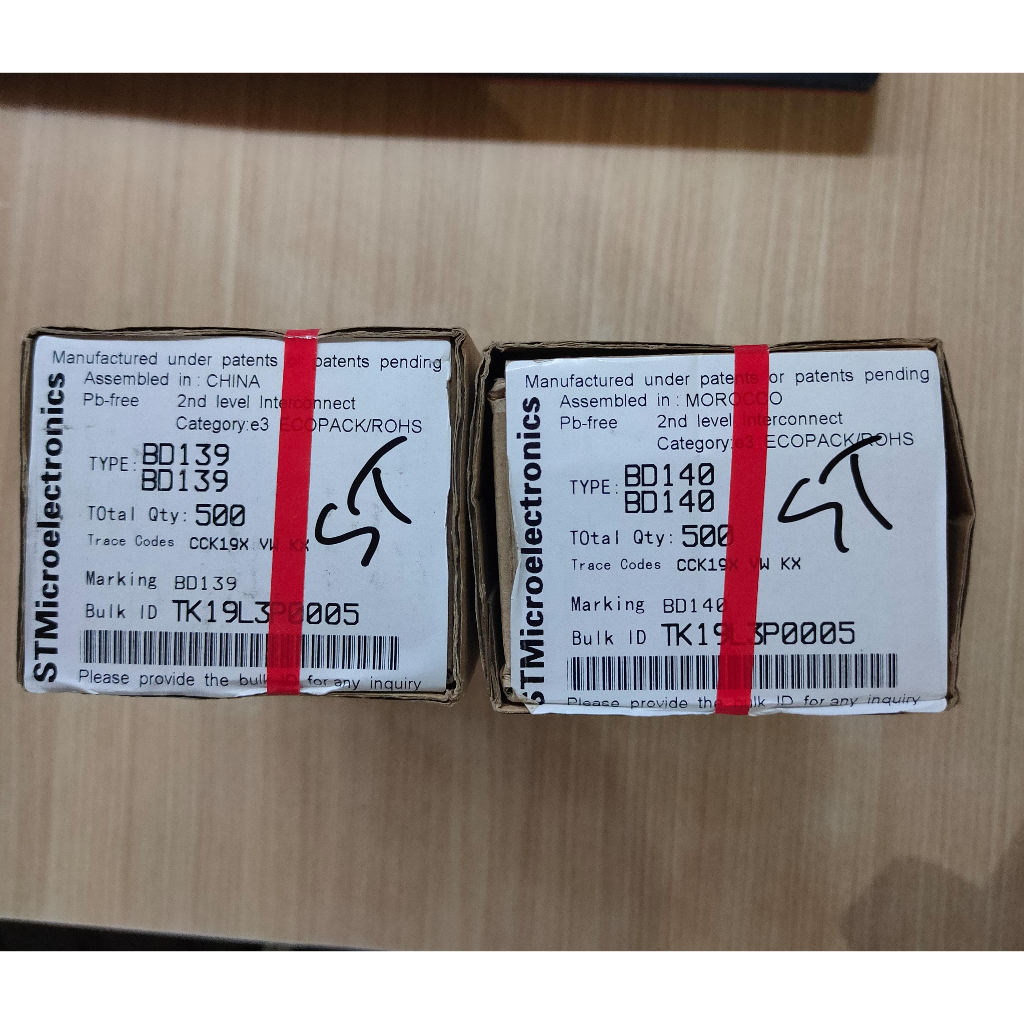 STMicroelectronics
Manufactured under patents patents pending
Assembled in : CHINA
Pb-free 2nd level Interconnect
Category:e3 ECOPACK/ROHS
TYPE: BD139
BD139
TOtal Qty: 500
Trace Codes CCK19X VW KX
Marking BD139
Bulk ID TK19L3P0005
Please provide the bulk ID for any inquiry
ST
STMicroelectronics
Manufactured under patents or patents pending
Assembled in : MOROCCO
Pb-free 2nd level Interconnect
Category:e3 ECOPACK/ROHS
TYPE: BD140
BD140
TOtal Qty: 500
Trace Codes CCK19X VW KX
Marking BD140
Bulk ID TK19L3P0005
Please provide the bulk ID for any inquiry
ST